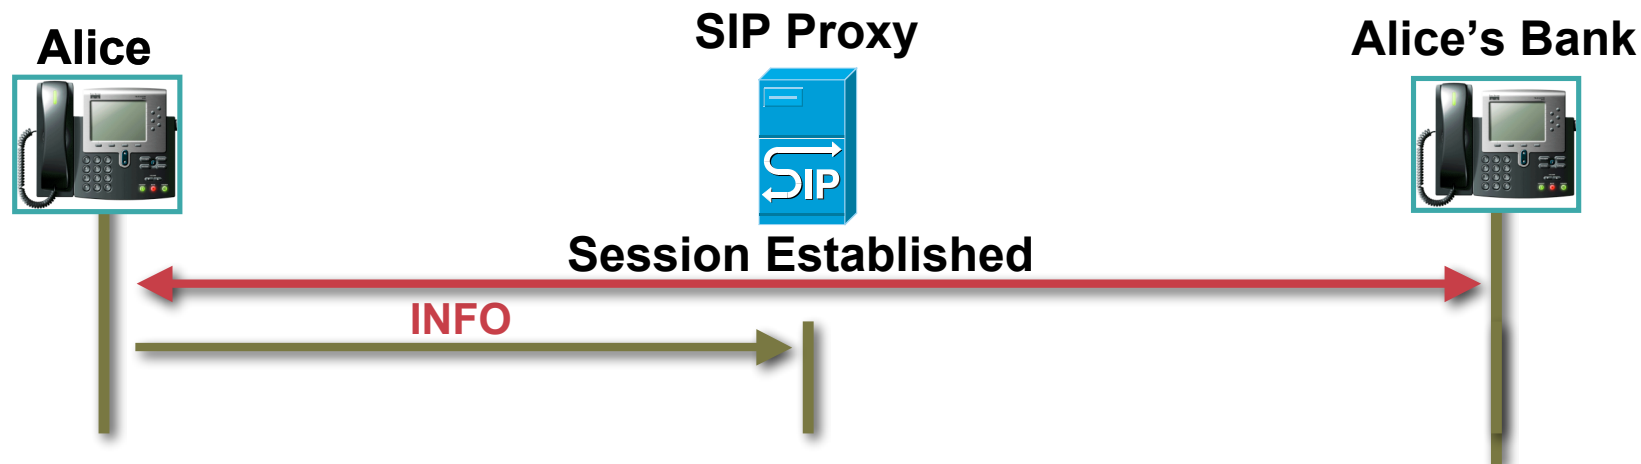 Alice
SIP Proxy
Alice’s Bank
SIP
Session Established
INFO